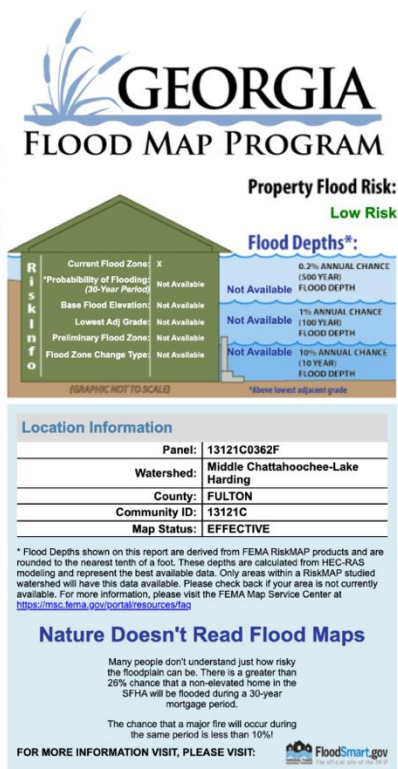 GEORGIA
FLOOD MAP PROGRAM
Property Flood Risk:
Low Risk
Flood Depths*:
Risk Info
Current Flood Zone: X
*Probability of Flooding: Not Available
(30-Year Period)
Base Flood Elevation: Not Available
Lowest Adj Grade: Not Available
Preliminary Flood Zone: Not Available
Flood Zone Change Type: Not Available
Not Available
0.2% ANNUAL CHANCE
(500 YEAR)
FLOOD DEPTH
Not Available
1% ANNUAL CHANCE
(100 YEAR)
FLOOD DEPTH
Not Available
10% ANNUAL CHANCE
(10 YEAR)
FLOOD DEPTH
(GRAPHIC NOT TO SCALE)
*Above lowest adjacent grade
Location Information
Panel: 13121C0362F
Watershed: Middle Chattahoochee-Lake
Harding
County: FULTON
Community ID: 13121C
Map Status: EFFECTIVE
* Flood Depths shown on this report are derived from FEMA RiskMAP products and are
rounded to the nearest tenth of a foot. These depths are calculated from HEC-RAS
modeling and represent the best available data. Only areas within a RiskMAP studied
watershed will have this data available. Please check back if your area is not currently
available. For more information, please visit the FEMA Map Service Center at
https://msc.fema.gov/portal/resources/faq
Nature Doesn't Read Flood Maps
Many people don't understand just how risky
the floodplain can be. There is a greater than
26% chance that a non-elevated home in the
SFHA will be flooded during a 30-year
mortgage period.
The chance that a major fire will occur during
the same period is less than 10%!
FOR MORE INFORMATION VISIT, PLEASE VISIT:
FloodSmart.gov
The official site of the NFIP